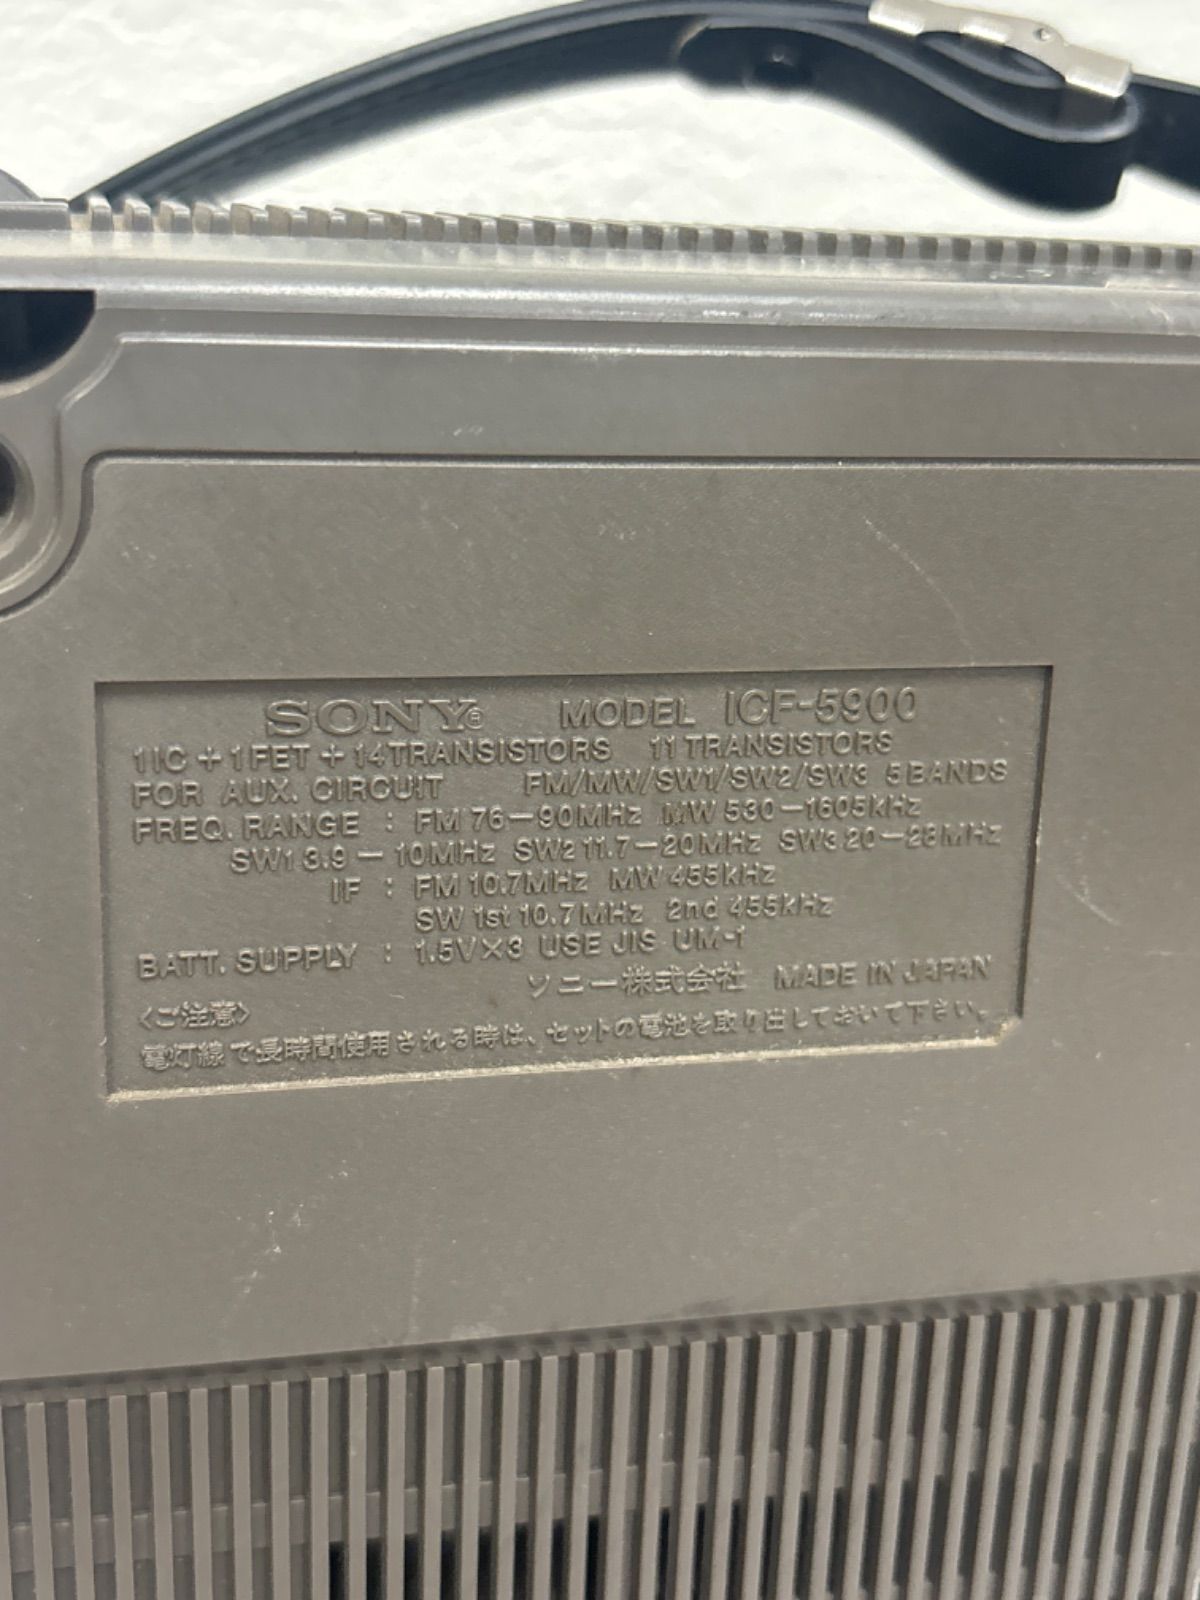 SONY® MODEL ICF-5900
1IC + 1FET + 14TRANSISTORS 11 TRANSISTORS
FOR AUX. CIRCUIT FM/MW/SW1/SW2/SW3 5BANDS
FREQ. RANGE : FM 76-90MHz MW 530-1605kHz
SW1 3.9 - 10MHz SW2 11.7-20MHz SW3 20-28MHz
IF : FM 10.7MHz MW 455kHz
SW 1st 10.7MHz 2nd 455kHz
BATT. SUPPLY : 1.5V×3 USE JIS UM-1
ソニー株式会社 MADE IN JAPAN
〈ご注意〉
電灯線で長時間使用される時は、セットの電池を取り出しておいて下さい。